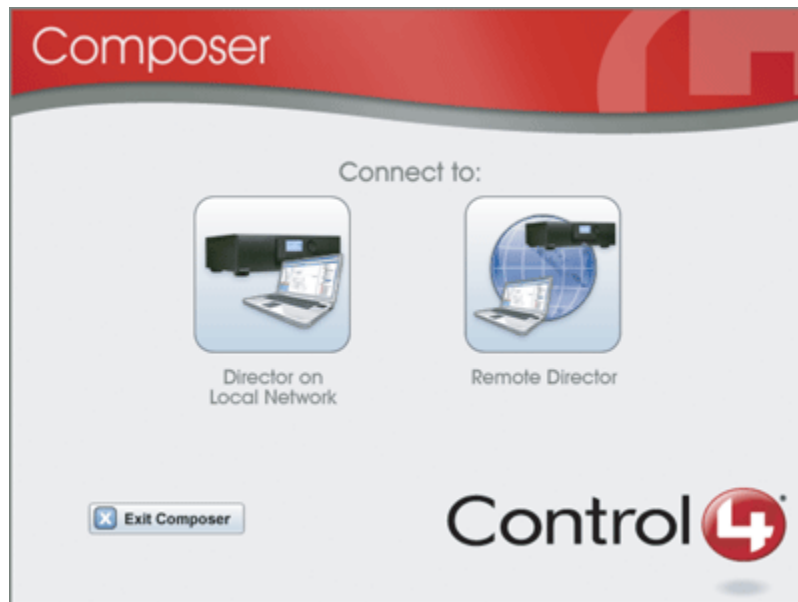 Composer
Connect to:
Director on
Local Network
Remote Director
Exit Composer
Control4